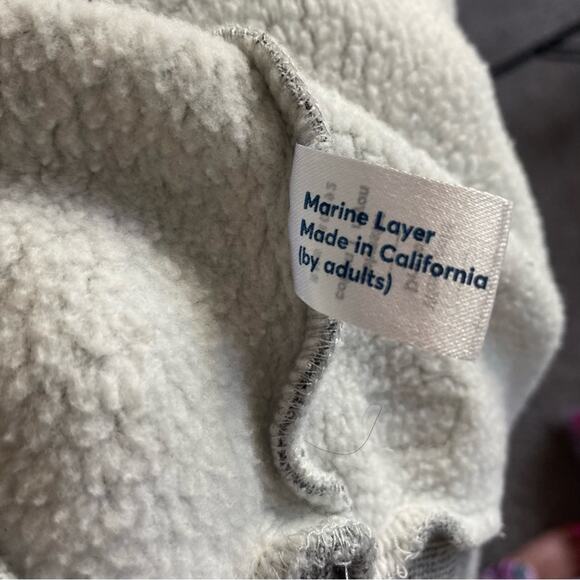 Marine Layer
Made in California
(by adults)